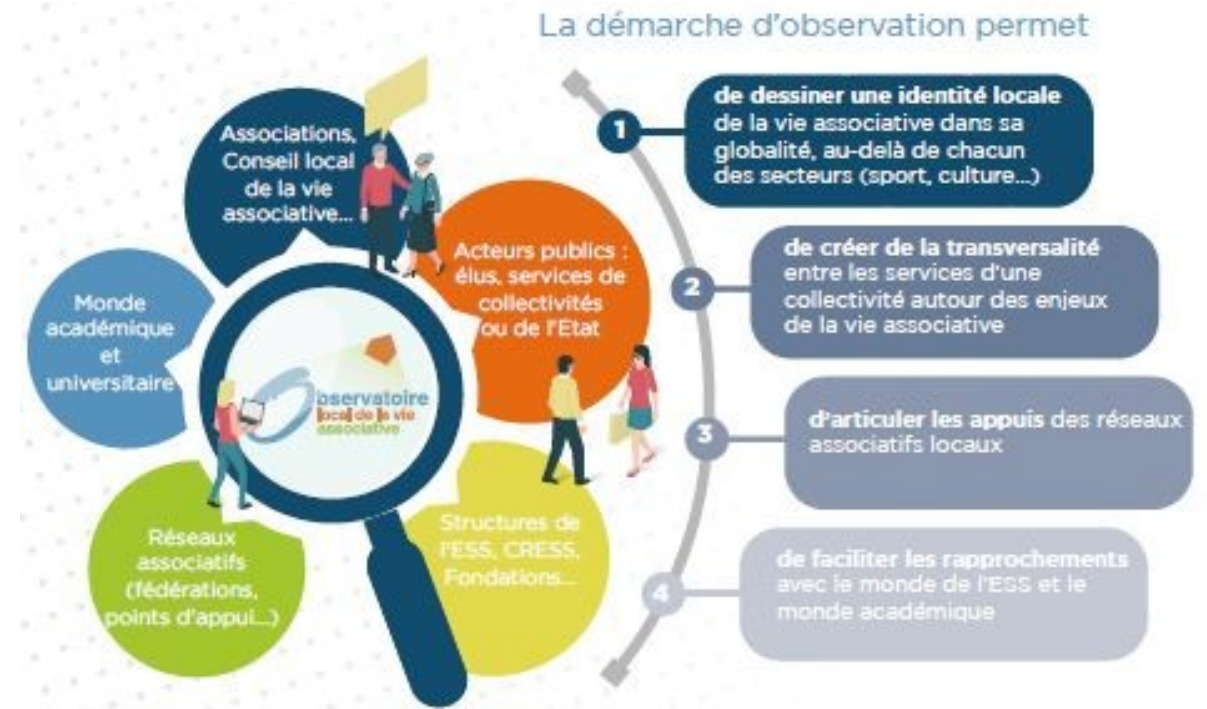 La démarche d'observation permet
Associations,
Conseil local
de la vie
associative...
Acteurs publics :
élus, services de
collectivités
ou de l'Etat
Monde
académique
et
universitaire
Observatoire
local de la vie
associative
Réseaux
associatifs
(fédérations,
points d'appui...)
Structures de
l'ESS, CRESS,
Fondations...
1
de dessiner une identité locale
de la vie associative dans sa
globalité, au-delà de chacun
des secteurs (sport, culture...)
2
de créer de la transversalité
entre les services d'une
collectivité autour des enjeux
de la vie associative
3
d'articuler les appuis des réseaux
associatifs locaux
4
de faciliter les rapprochements
avec le monde de l'ESS et le
monde académique